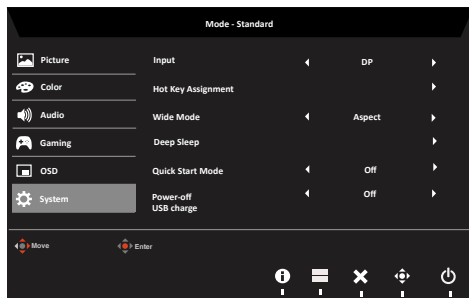 Mode - Standard
Picture
Input
DP
Color
Hot Key Assignment
Audio
Wide Mode
Aspect
Gaming
Deep Sleep
OSD
Quick Start Mode
Off
System
Power-off
USB charge
Off
Move
Enter